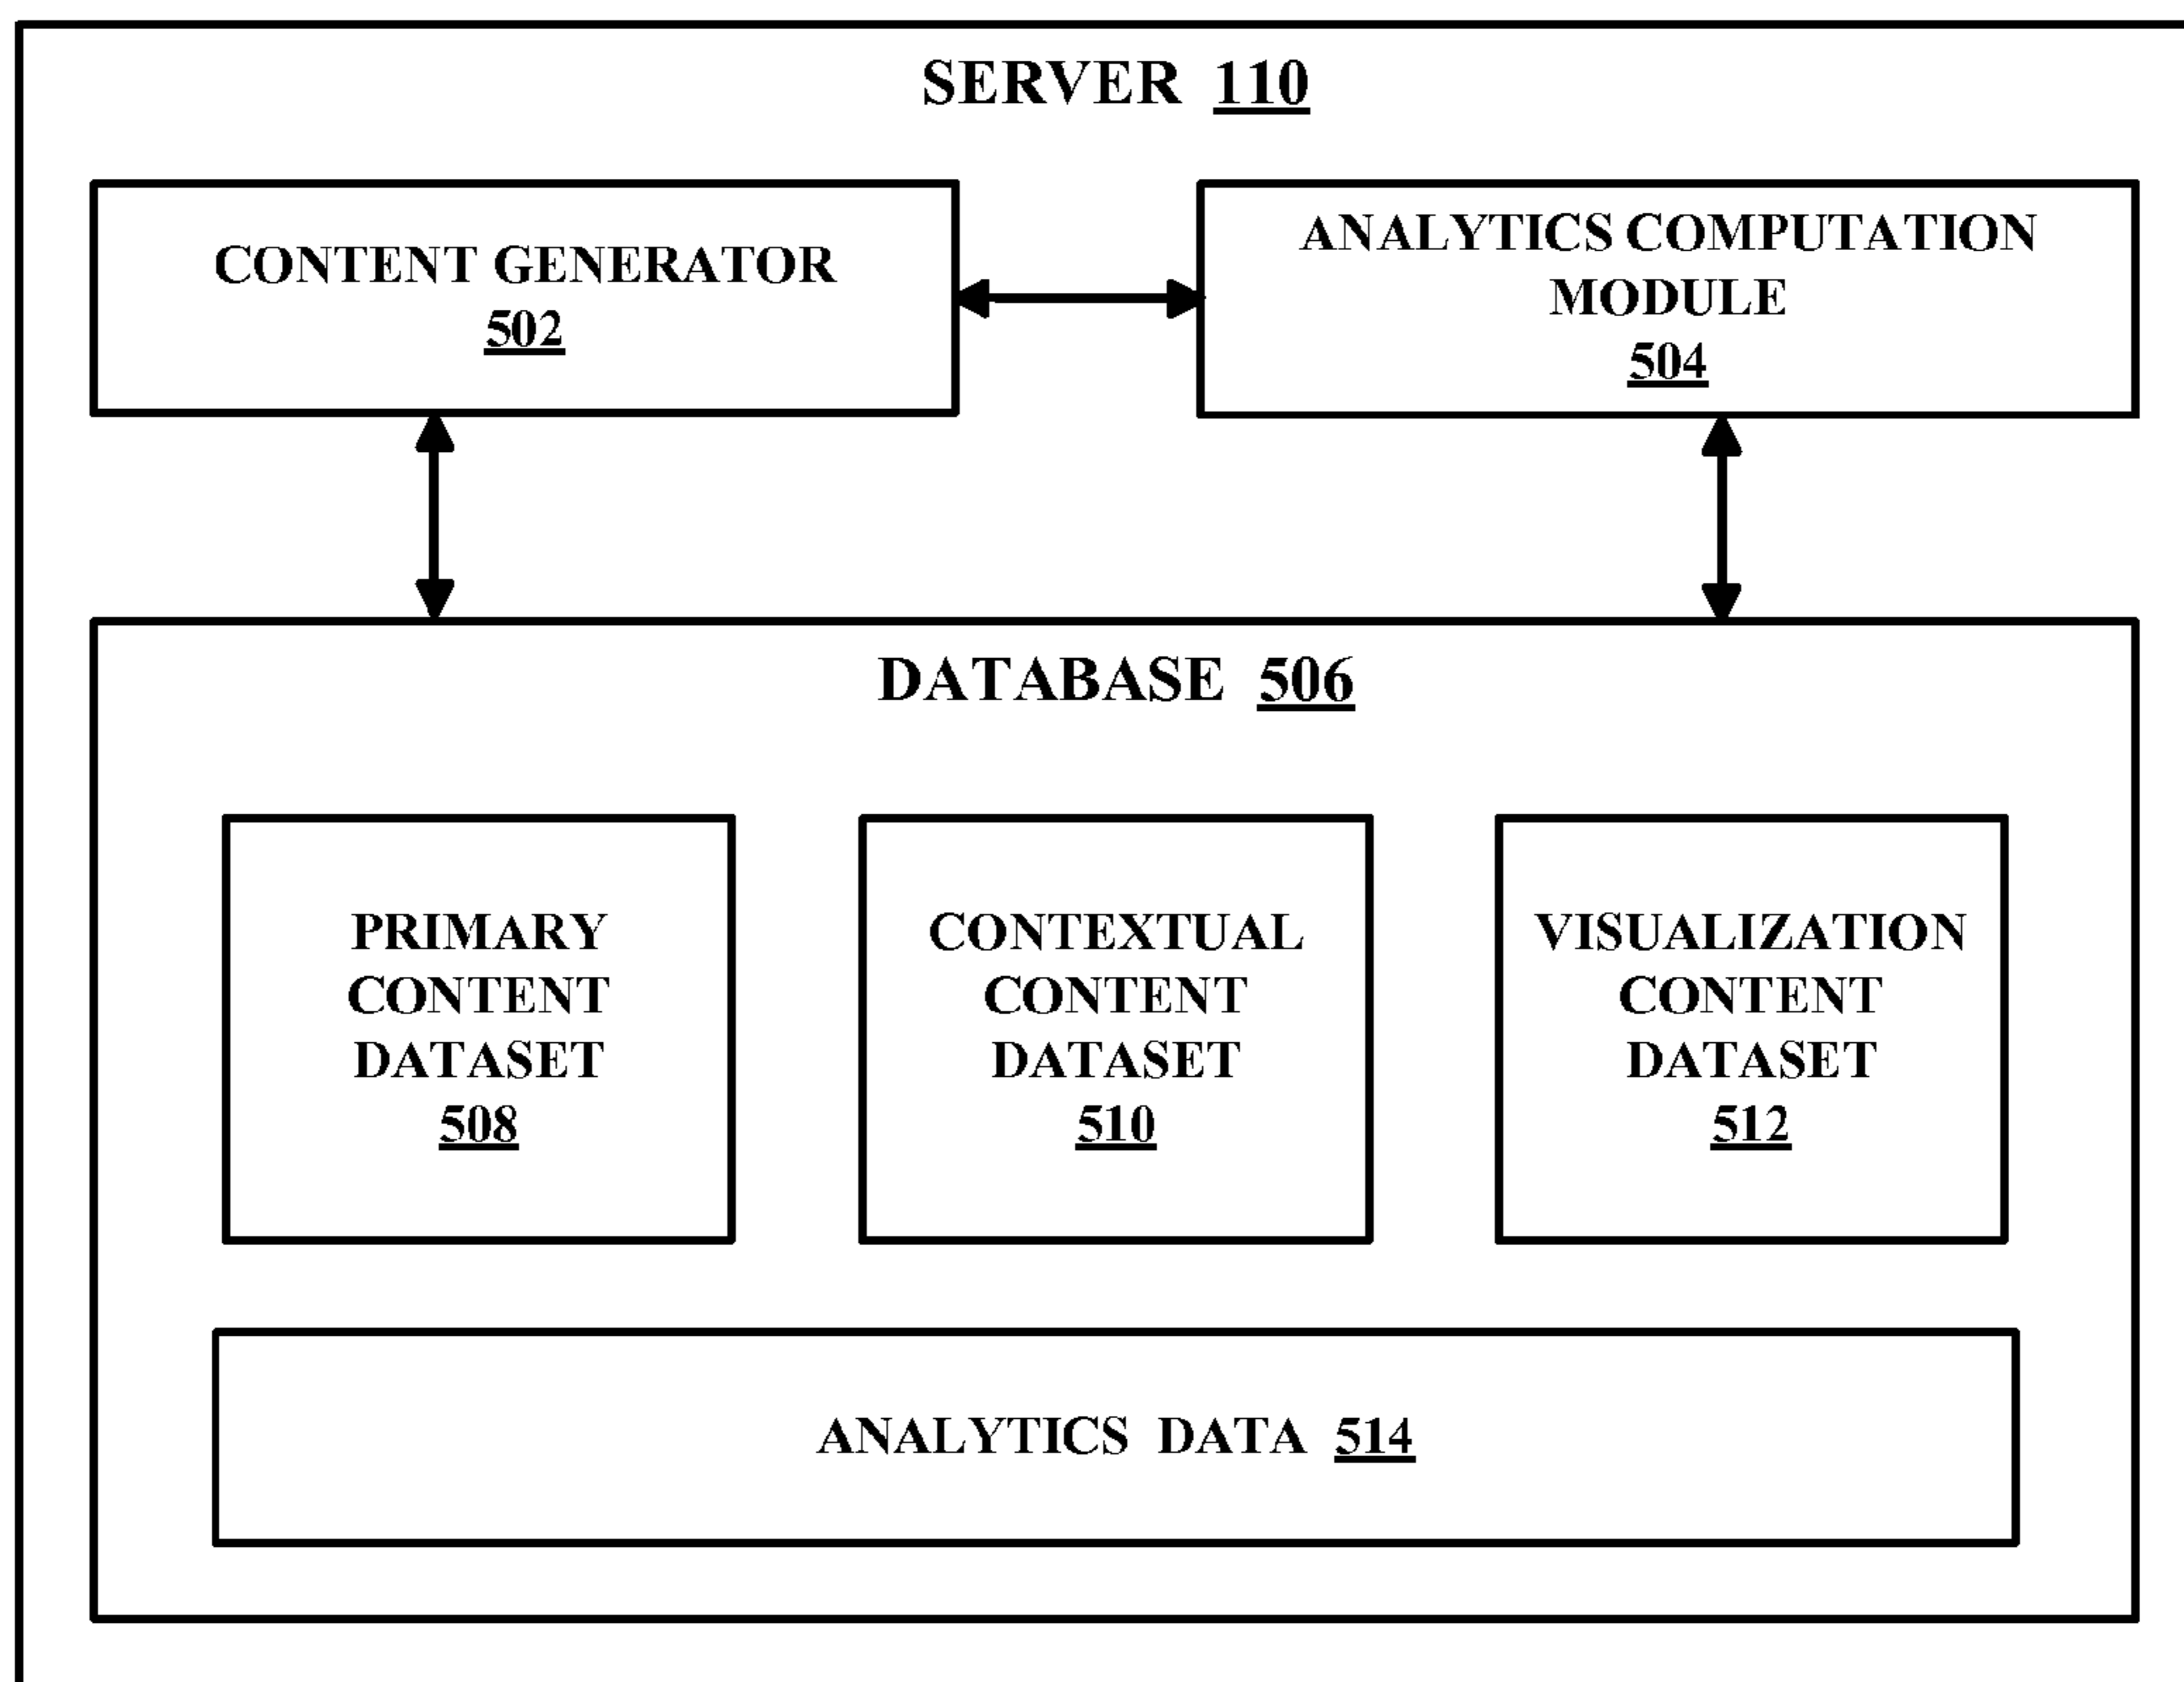 SERVER 110
CONTENT GENERATOR
502
ANALYTICS COMPUTATION
MODULE
504
DATABASE 506
PRIMARY
CONTENT
DATASET
508
CONTEXTUAL
CONTENT
DATASET
510
VISUALIZATION
CONTENT
DATASET
512
ANALYTICS DATA 514